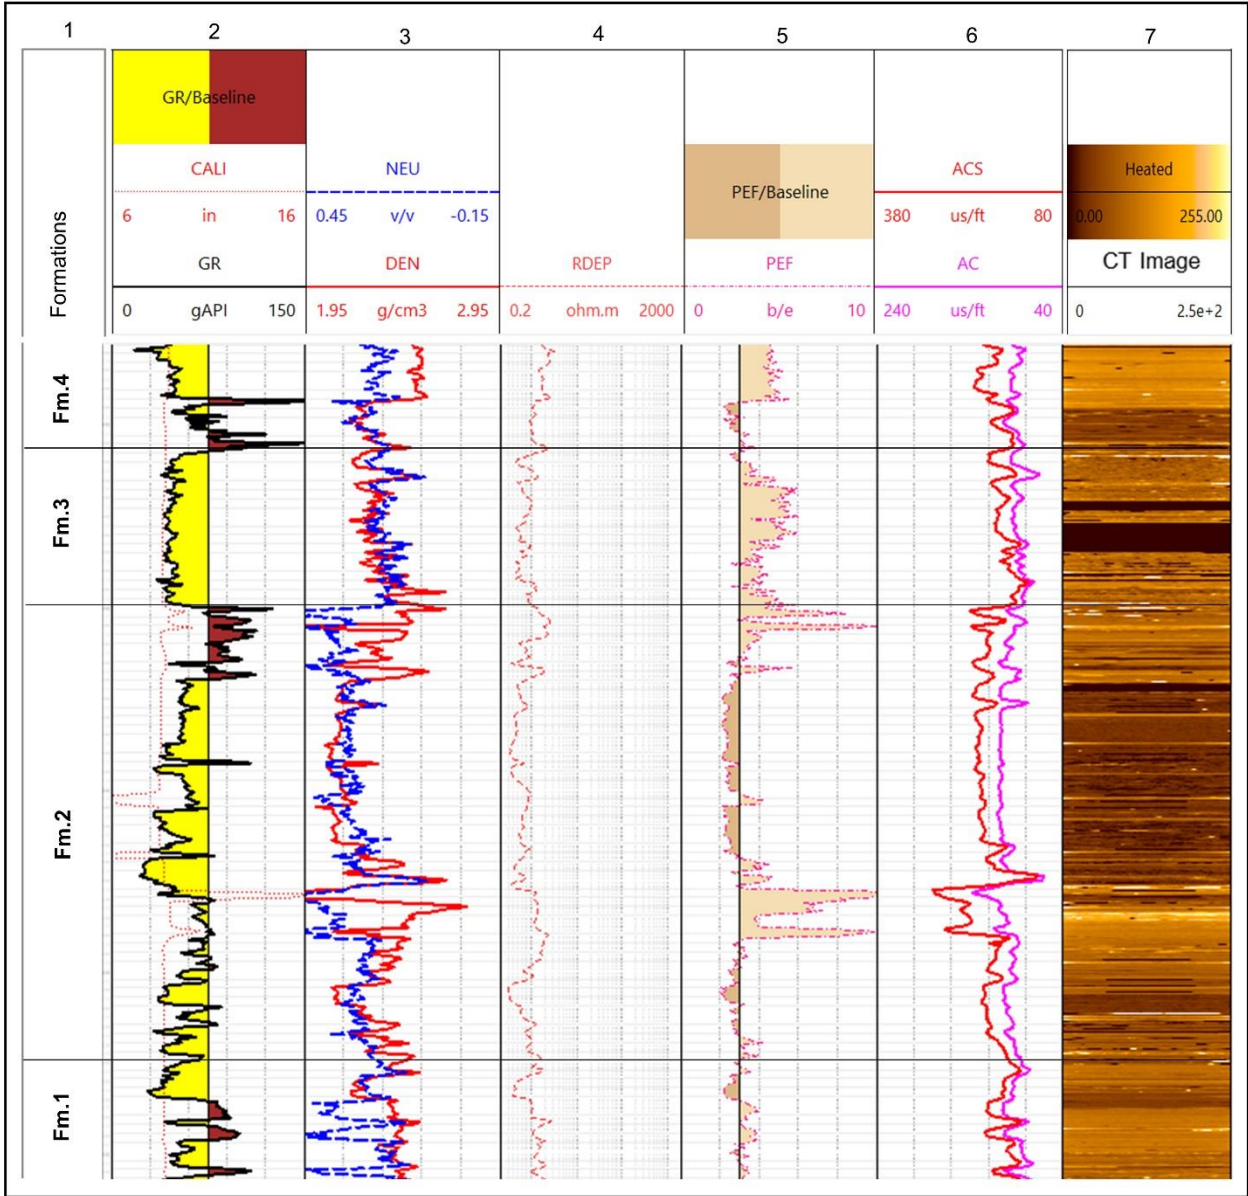 1 2 3 4 5 6 7
GR/Baseline
CALI NEU PEF/Baseline ACS Heated
6 in 16 0.45 v/v -0.15 380 us/ft 80 0.00 255.00
GR DEN RDEP PEF AC CT Image
Formations
0 gAPI 150 1.95 g/cm3 2.95 0.2 ohm.m 2000 0 b/e 10 240 us/ft 40 0 2.5e+2
Fm.4
Fm.3
Fm.2
Fm.1